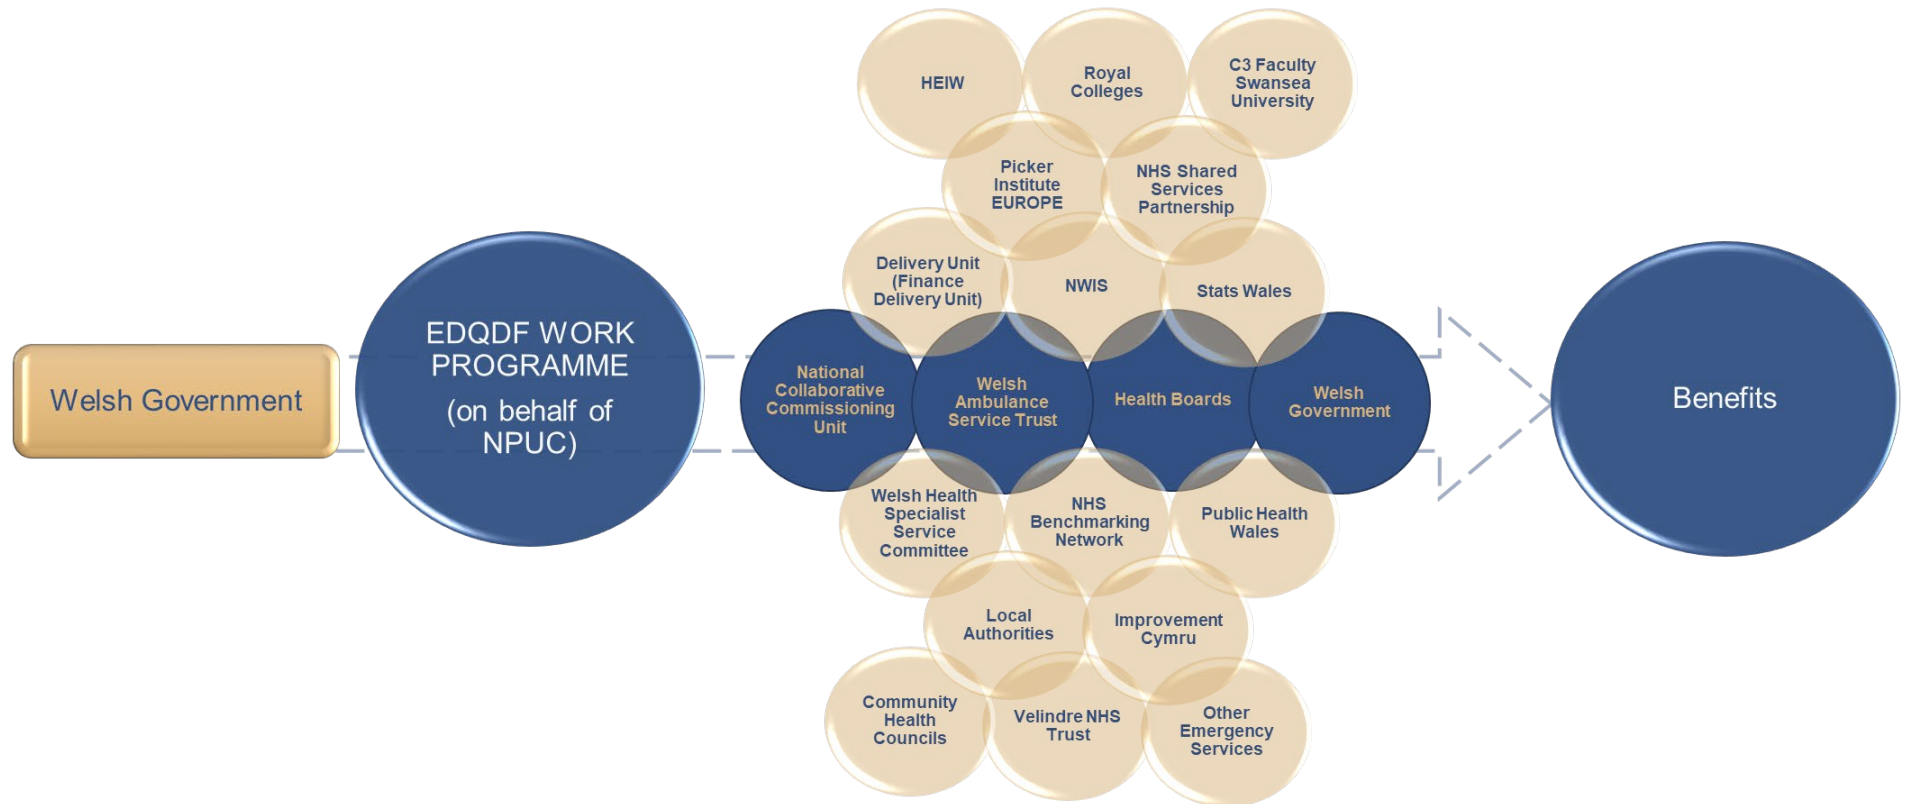 Welsh Government
EDQDF WORK
PROGRAMME
(on behalf of
NPUC)
HEIW
Royal
Colleges
C3 Faculty
Swansea
University
Picker
Institute
EUROPE
NHS Shared
Services
Partnership
Delivery Unit
(Finance
Delivery Unit)
NWIS
Stats Wales
National
Collaborative
Commissioning
Unit
Welsh
Ambulance
Service Trust
Health Boards
Welsh
Government
Welsh Health
Specialist
Service
Committee
NHS
Benchmarking
Network
Public Health
Wales
Local
Authorities
Improvement
Cymru
Community
Health
Councils
Velindre NHS
Trust
Other
Emergency
Services
Benefits